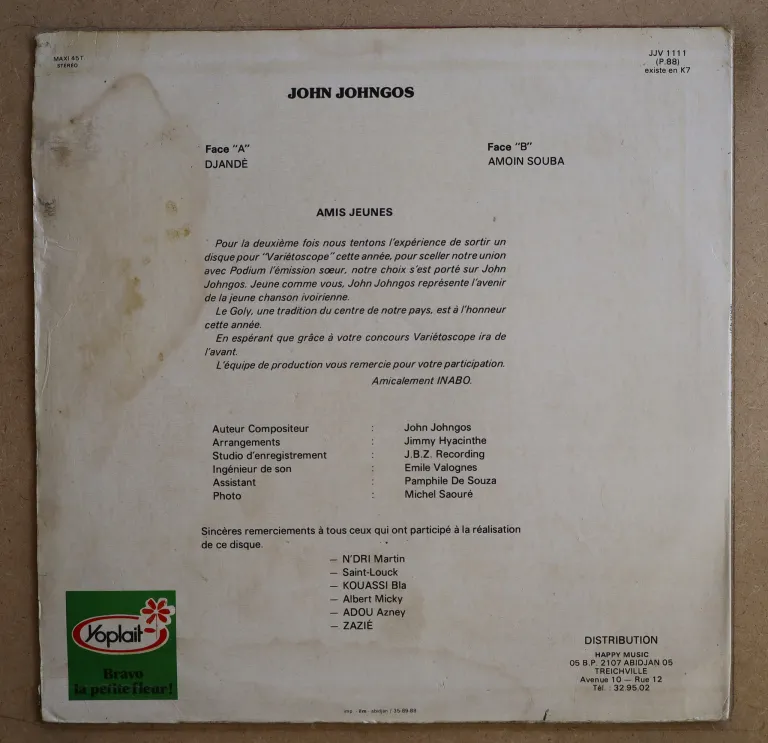 MAXI 45T
STÉRÉO
JJV 1111
(P.88)
existe en K7
JOHN JOHNGOS
Face "A"
DJANDÉ
Face "B"
AMOIN SOUBA
AMIS JEUNES
Pour la deuxième fois nous tentons l'expérience de sortir un
disque pour "Variétoscope" cette année, pour sceller notre union
avec Podium l'émission sœur, notre choix s'est porté sur John
Johngos. Jeune comme vous, John Johngos représente l'avenir
de la jeune chanson ivoirienne.
Le Goly, une tradition du centre de notre pays, est à l'honneur
cette année.
En espérant que grâce à votre concours Variétoscope ira de
l'avant.
L'équipe de production vous remercie pour votre participation.
Amicalement INABO.
Auteur Compositeur : John Johngos
Arrangements : Jimmy Hyacinthe
Studio d'enregistrement : J.B.Z. Recording
Ingénieur de son : Emile Valognes
Assistant : Pamphile De Souza
Photo : Michel Saouré
Sincères remerciements à tous ceux qui ont participé à la réalisation
de ce disque.
— N'DRI Martin
— Saint-Louck
— KOUASSI Bla
— Albert Micky
— ADOU Azney
— ZAZIÉ
Yoplait
Bravo
la petite fleur!
DISTRIBUTION
HAPPY MUSIC
05 B.P. 2107 ABIDJAN 05
TREICHVILLE
Avenue 10 — Rue 12
Tél. : 32.95.02